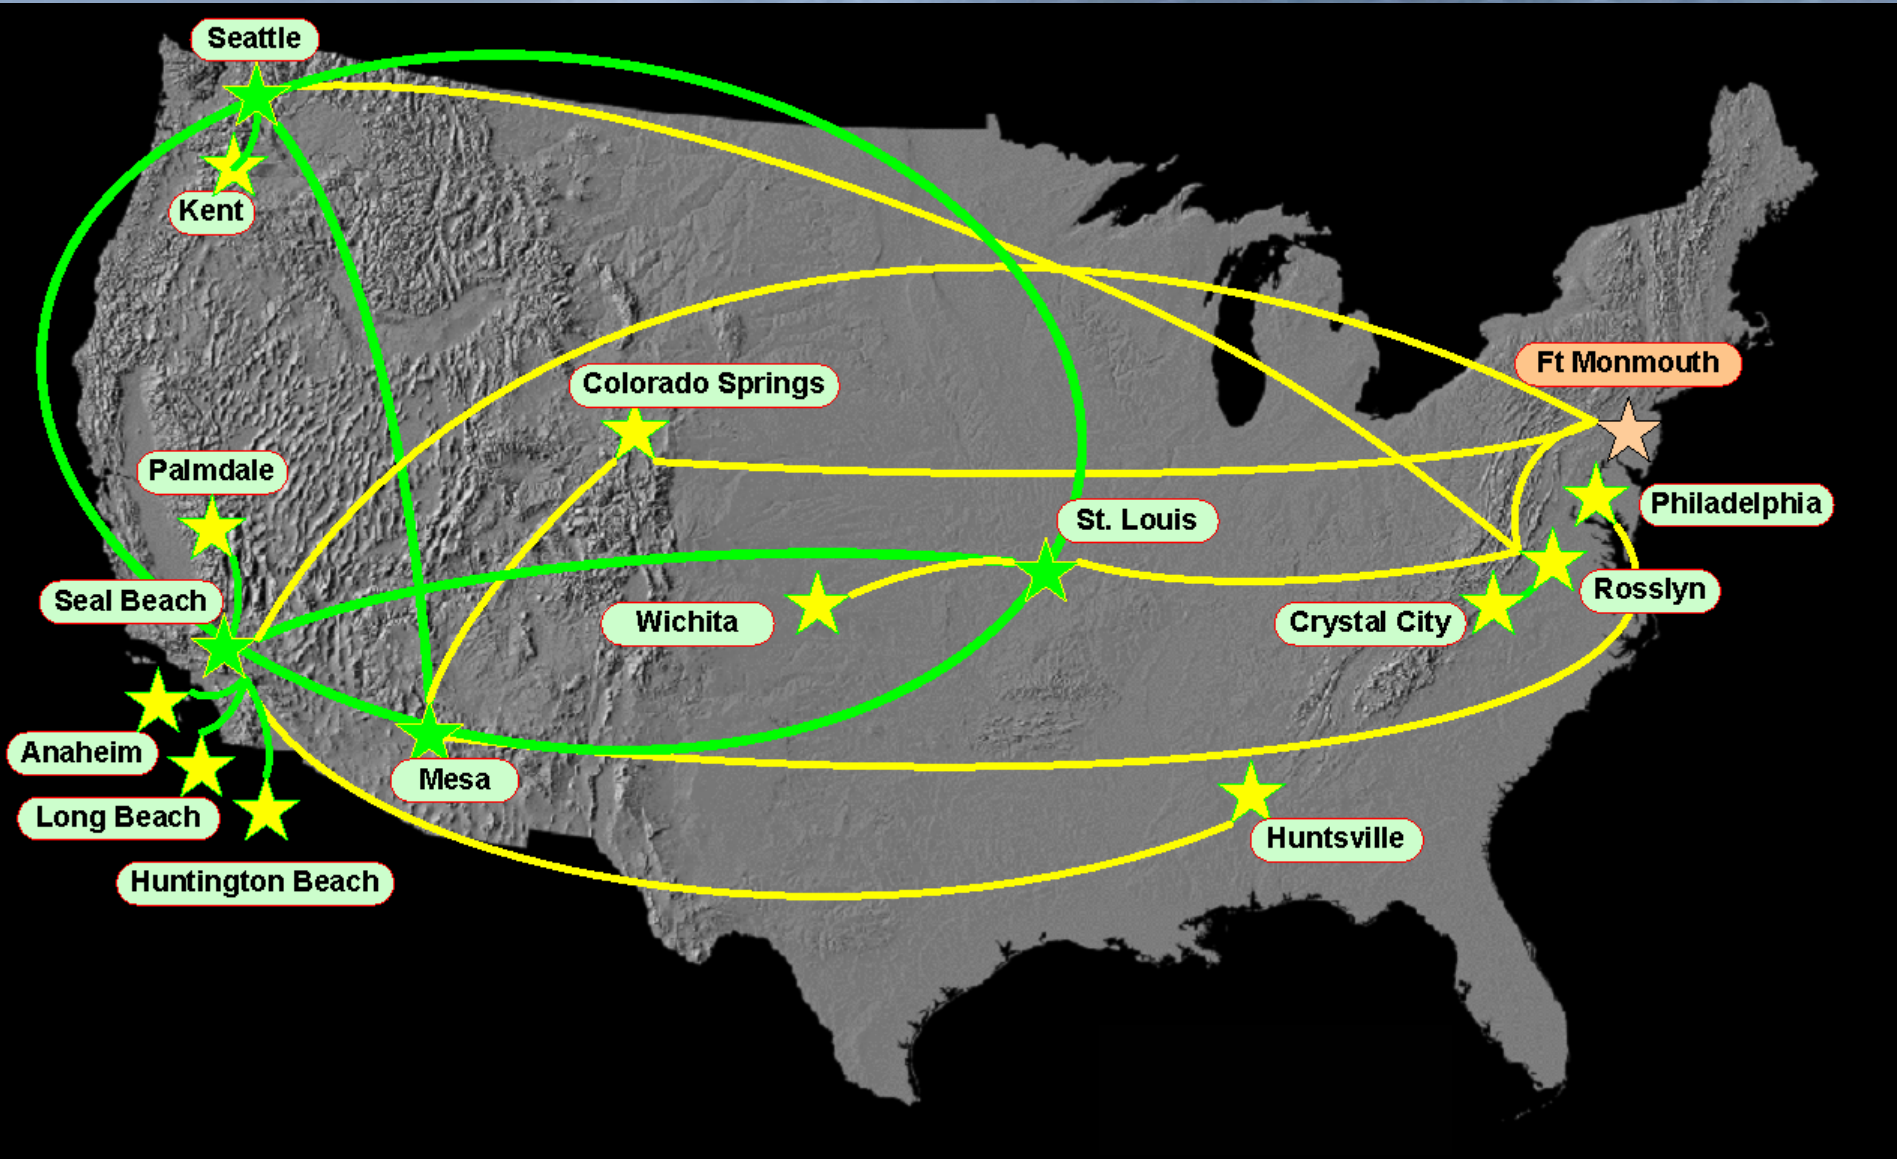 Seattle
Kent
Ft Monmouth
Colorado Springs
Palmdale
Philadelphia
St. Louis
Rosslyn
Seal Beach
Wichita
Crystal City
Anaheim
Mesa
Long Beach
Huntsville
Huntington Beach